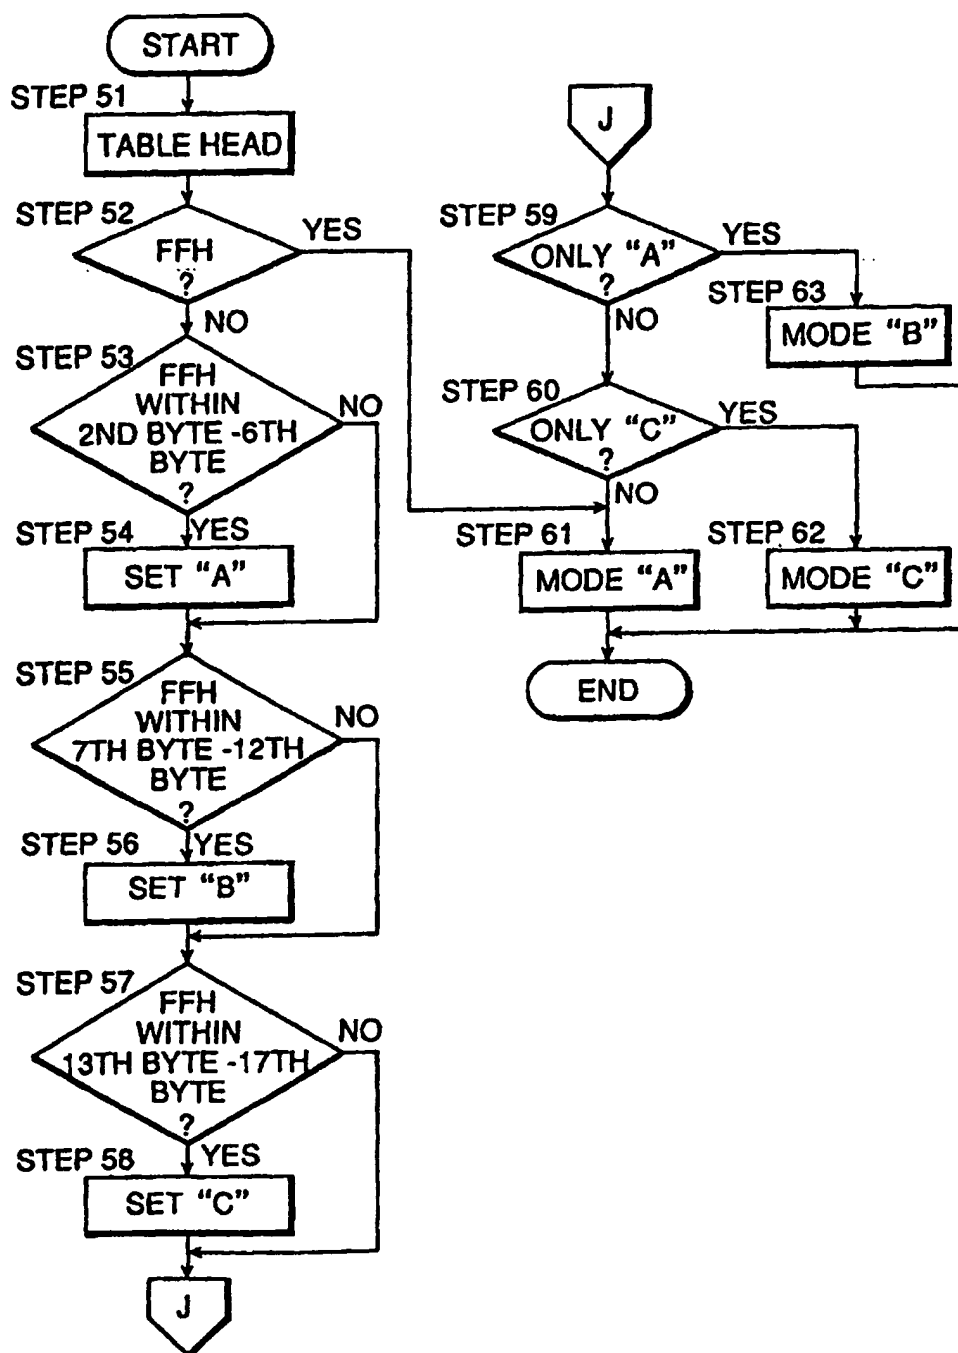 START
STEP 51
TABLE HEAD
STEP 52
FFH
?
YES
NO
STEP 53
FFH
WITHIN
2ND BYTE -6TH
BYTE
?
NO
YES
STEP 54
SET "A"
STEP 55
FFH
WITHIN
7TH BYTE -12TH
BYTE
?
NO
YES
STEP 56
SET "B"
STEP 57
FFH
WITHIN
13TH BYTE -17TH
BYTE
?
NO
YES
STEP 58
SET "C"
J
J
STEP 59
ONLY "A"
?
YES
NO
STEP 63
MODE "B"
STEP 60
ONLY "C"
?
YES
NO
STEP 61
MODE "A"
STEP 62
MODE "C"
END